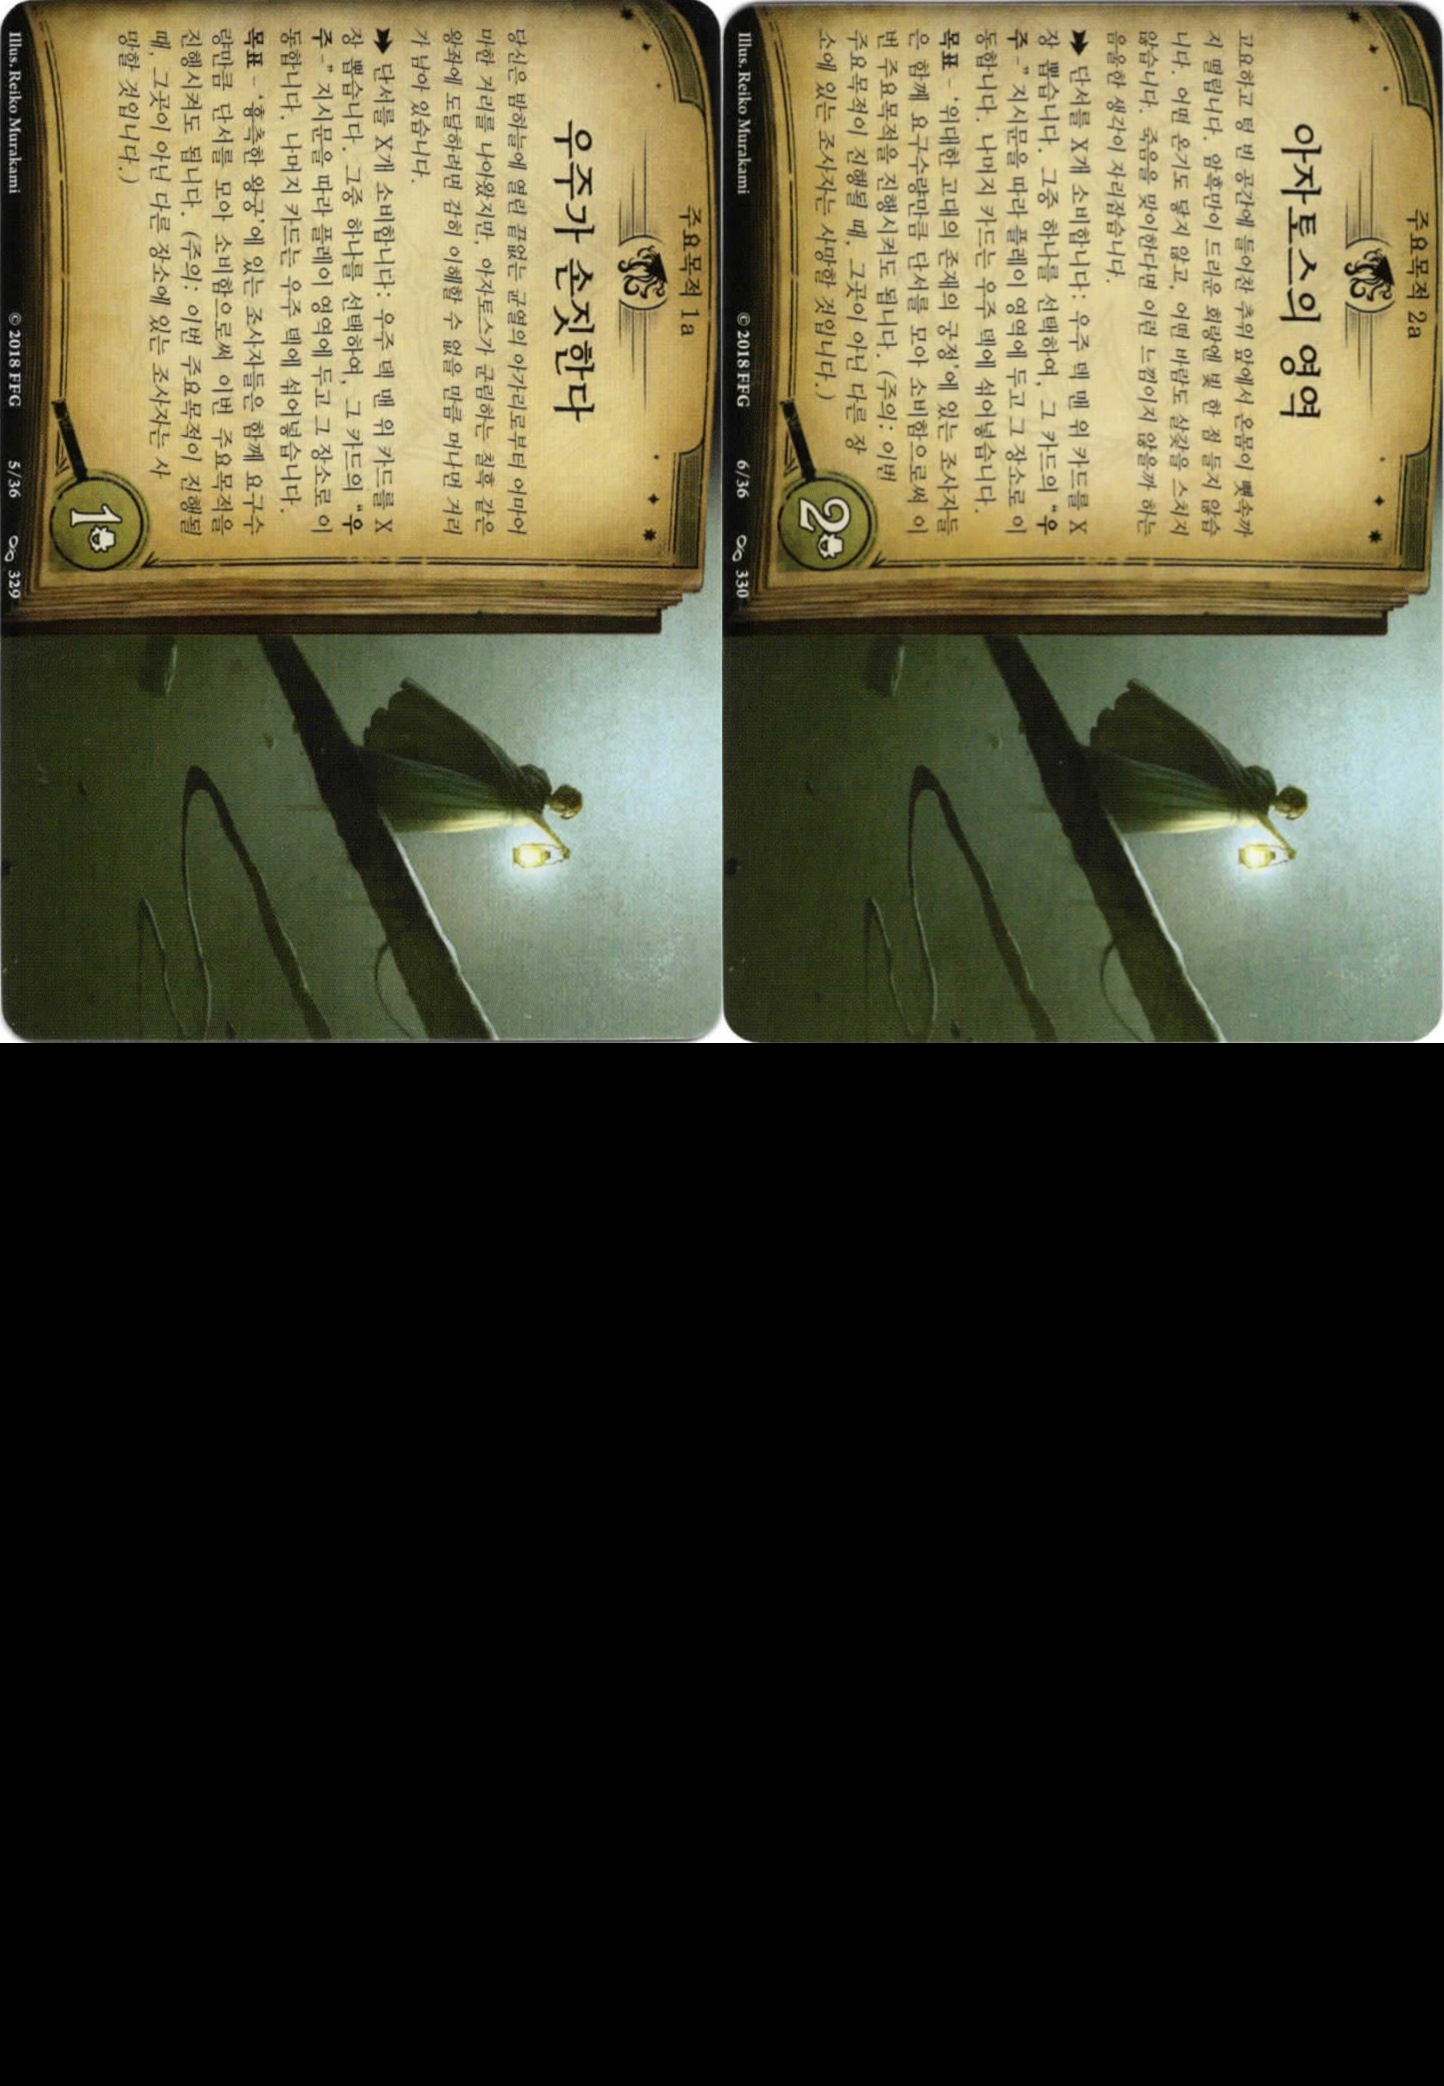 주요목적 1a
우주가 손짓한다
당신은 밤하늘에 열린 끝없는 균열의 아가리로부터 어마어
마한 거리를 나아왔지만, 아자토스가 군림하는 칠흑 같은
왕좌에 도달하려면 감히 이해할 수 없을 만큼 머나먼 거리
가 남아 있습니다.
단서를 X개 소비합니다: 우주 덱 맨 위 카드를 X
장 뽑습니다. 그중 하나를 선택하여, 그 카드의 “우
주-” 지시문을 따라 플레이 영역에 두고 그 장소로 이
동합니다. 나머지 카드는 우주 덱에 섞어넣습니다.
목표 - ‘흉측한 왕궁’에 있는 조사자들은 함께 요구수
량만큼 단서를 모아 소비함으로써 이번 주요목적을
진행시켜도 됩니다. (주의: 이번 주요목적이 진행될
때, 그곳이 아닌 다른 장소에 있는 조사자는 사
망할 것입니다.)
1
Illus. Reiko Murakami © 2018 FFG 5/36 329
주요목적 2a
아자토스의 영역
고요하고 텅 빈 공간에 들어찬 추위 앞에서 온몸이 뼛속까
지 떨립니다. 암흑만이 드리운 회랑엔 빛 한 점 들지 않습
니다. 어떤 온기도 닿지 않고, 어떤 바람도 살갗을 스치지
않습니다. 죽음을 맞이한다면 이런 느낌이지 않을까 하는
음울한 생각이 자리잡습니다.
단서를 X개 소비합니다: 우주 덱 맨 위 카드를 X
장 뽑습니다. 그중 하나를 선택하여, 그 카드의 “우
주-” 지시문을 따라 플레이 영역에 두고 그 장소로 이
동합니다. 나머지 카드는 우주 덱에 섞어넣습니다.
목표 - ‘위대한 고대의 존재의 궁정’에 있는 조사자들
은 함께 요구수량만큼 단서를 모아 소비함으로써 이
번 주요목적을 진행시켜도 됩니다. (주의: 이번
주요목적이 진행될 때, 그곳이 아닌 다른 장
소에 있는 조사자는 사망할 것입니다.)
2
Illus. Reiko Murakami © 2018 FFG 6/36 330